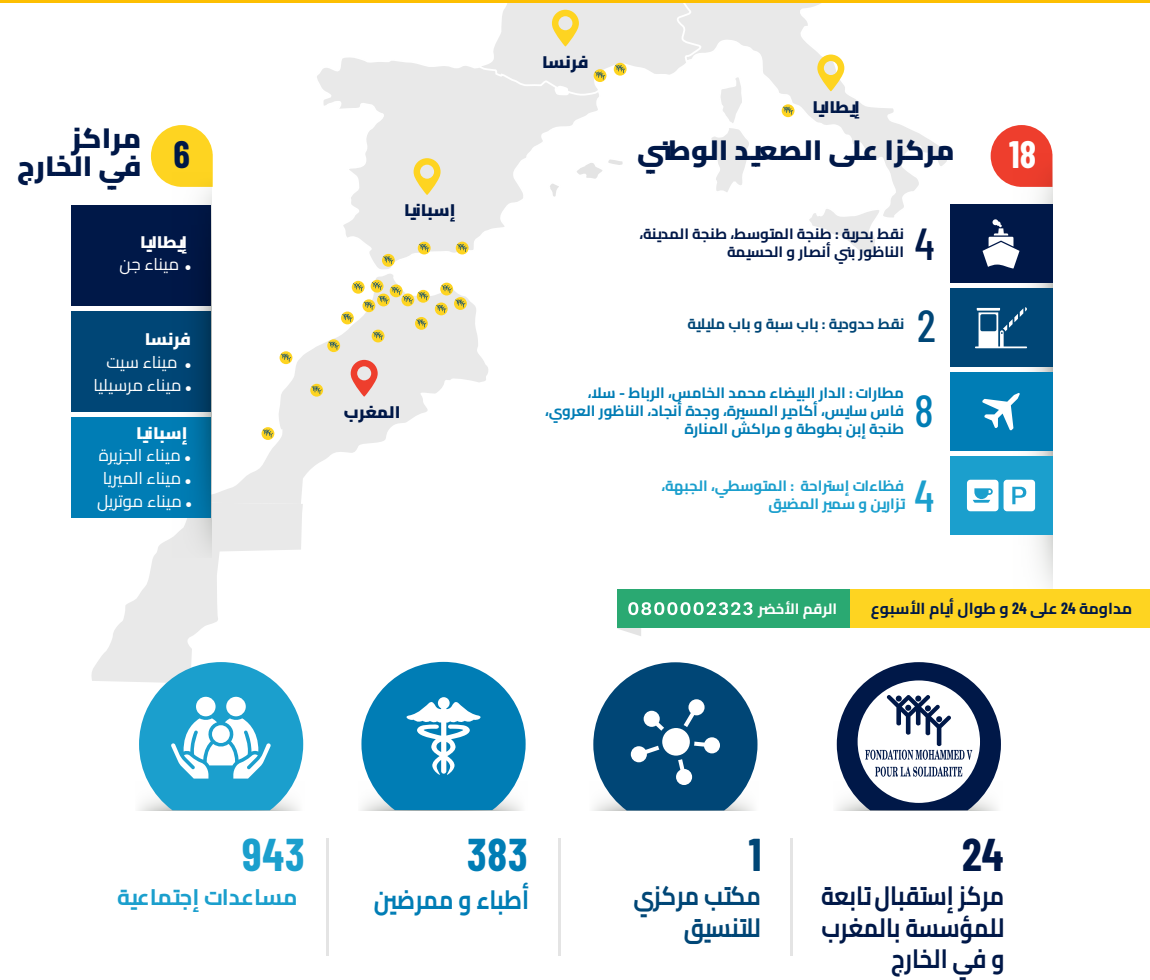 فرنسا
إيطاليا
إسبانيا
المغرب
18
مركزا على الصعيد الوطني
4
نقط بحرية : طنجة المتوسط، طنجة المدينة،
الناظور بني أنصار و الحسيمة
2
نقط حدودية : باب سبة و باب مليلية
8
مطارات : الدار البيضاء محمد الخامس، الرباط - سلا،
فاس سايس، أكادير المسيرة، وجدة أنجاد، الناظور العروي،
طنجة إبن بطوطة و مراكش المنارة
4
فظاءات إستراحة : المتوسطي، الجبهة،
تزارين و سمير المضيق
P
6
مراكز
في الخارج
إيطاليا
• ميناء جن
فرنسا
• ميناء سيت
• ميناء مرسيليا
إسبانيا
• ميناء الجزيرة
• ميناء الميريا
• ميناء موتريل
مداومة 24 على 24 و طوال أيام الأسبوع
الرقم الأخضر 0800002323
FONDATION MOHAMMED V
POUR LA SOLIDARITE
24
مركز إستقبال تابعة
للمؤسسة بالمغرب
و في الخارج
1
مكتب مركزي
للتنسيق
383
أطباء و ممرضين
943
مساعدات إجتماعية